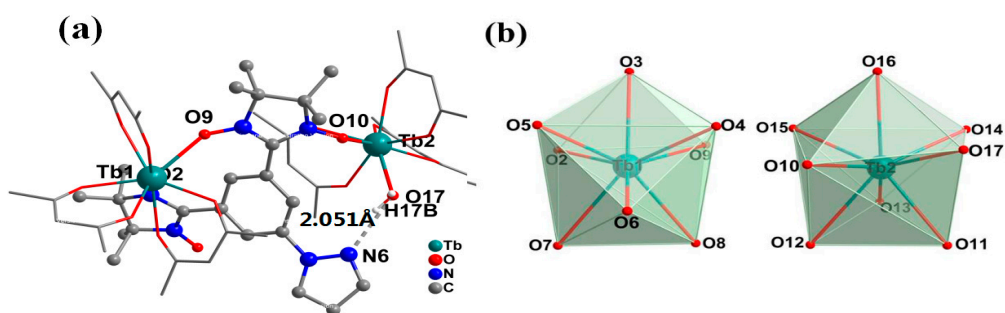 (a)
O9
O10
Tb2
Tb1
O2
O17
H17B
2.051Å
N6
Tb
O
N
C
(b)
O3
O5
O4
O2
Tb1
O9
O6
O7
O8
O16
O15
O14
O17
O10
Tb2
O13
O12
O11